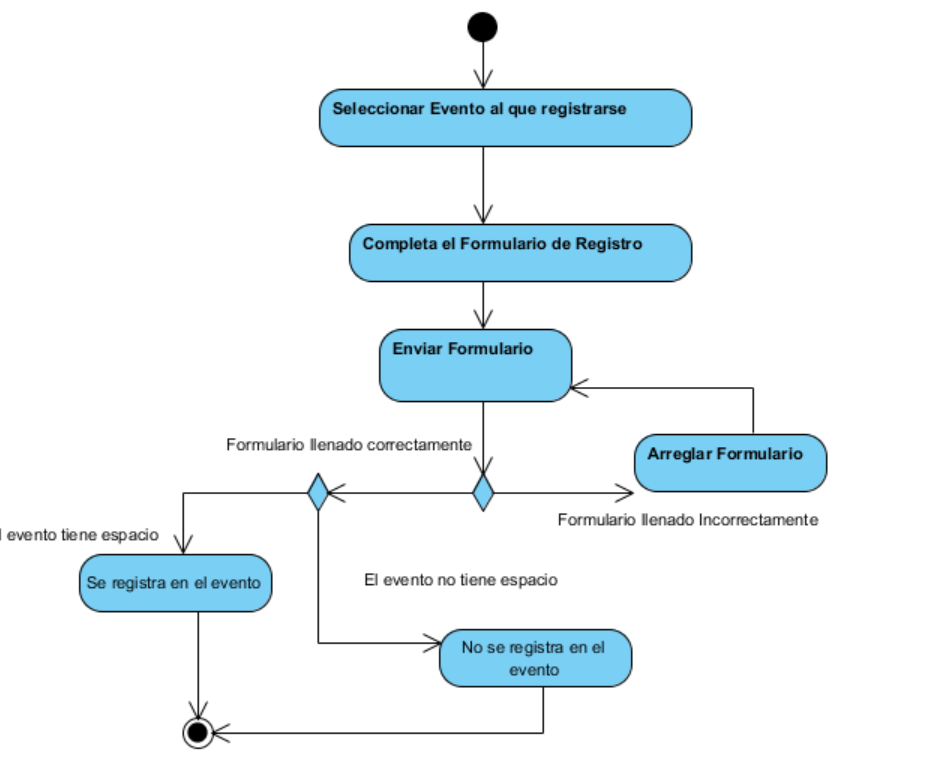 Seleccionar Evento al que registrarse
Completa el Formulario de Registro
Enviar Formulario
Formulario llenado correctamente
Arreglar Formulario
Formulario llenado Incorrectamente
l evento tiene espacio
Se registra en el evento
El evento no tiene espacio
No se registra en el
evento